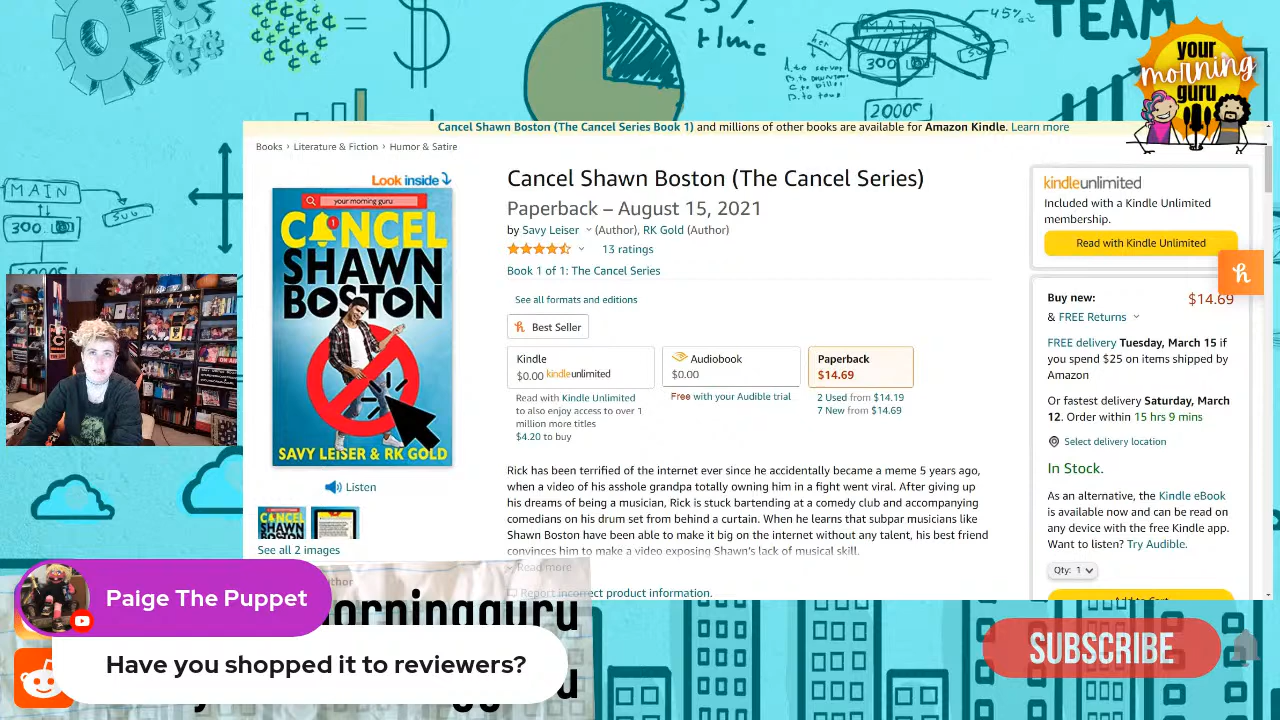 25%
time
45%
TEAM
MAIN
300
2000s
A. to server
your
morning
guru
MAIN
SUB
300
2000s
Cancel Shawn Boston (The Cancel Series Book 1) and millions of other books are available for Amazon Kindle. Learn more
Books › Literature & Fiction › Humor & Satire
Look inside
your morning guru
1
CANCEL
SHAWN
BOSTON
SAVY LEISER & RK GOLD
Listen
CANCEL
SHAWN
See all 2 images
Cancel Shawn Boston (The Cancel Series)
Paperback – August 15, 2021
by Savy Leiser (Author), RK Gold (Author)
13 ratings
Book 1 of 1: The Cancel Series
See all formats and editions
h Best Seller
Kindle
$0.00 kindleunlimited
Read with Kindle Unlimited
to also enjoy access to over 1
million more titles
$4.20 to buy
Audiobook
$0.00
Free with your Audible trial
Paperback
$14.69
2 Used from $14.19
7 New from $14.69
Rick has been terrified of the internet ever since he accidentally became a meme 5 years ago,
when a video of his asshole grandpa totally owning him in a fight went viral. After giving up
his dreams of being a musician, Rick is stuck bartending at a comedy club and accompanying
comedians on his drum set from behind a curtain. When he learns that subpar musicians like
Shawn Boston have been able to make it big on the internet without any talent, his best friend
convinces him to make a video exposing Shawn's lack of musical skill.
Read more
Report incorrect product information.
kindleunlimited
Included with a Kindle Unlimited
membership.
Read with Kindle Unlimited
h
Buy new:
$14.69
& FREE Returns
FREE delivery Tuesday, March 15 if
you spend $25 on items shipped by
Amazon
Or fastest delivery Saturday, March
12. Order within 15 hrs 9 mins
Select delivery location
In Stock.
As an alternative, the Kindle eBook
is available now and can be read on
any device with the free Kindle app.
Want to listen? Try Audible.
Qty: 1
Add to Cart
Paige The Puppet
Have you shopped it to reviewers?
SUBSCRIBE